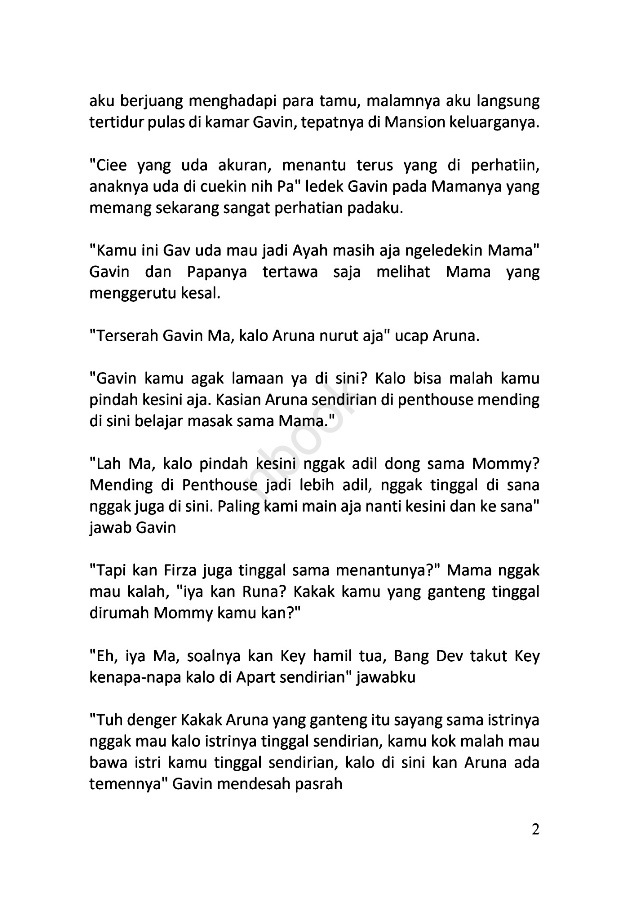 aku berjuang menghadapi para tamu, malamnya aku langsung
tertidur pulas di kamar Gavin, tepatnya di Mansion keluarganya.
"Ciee yang uda akuran, menantu terus yang di perhatiin,
anaknya uda di cuekin nih Pa" ledek Gavin pada Mamanya yang
memang sekarang sangat perhatian padaku.
"Kamu ini Gav uda mau jadi Ayah masih aja ngeledekin Mama"
Gavin dan Papanya tertawa saja melihat Mama yang
menggerutu kesal.
"Terserah Gavin Ma, kalo Aruna nurut aja" ucap Aruna.
"Gavin kamu agak lamaan ya di sini? Kalo bisa malah kamu
pindah kesini aja. Kasian Aruna sendirian di penthouse mending
di sini belajar masak sama Mama."
"Lah Ma, kalo pindah kesini nggak adil dong sama Mommy?
Mending di Penthouse jadi lebih adil, nggak tinggal di sana
nggak juga di sini. Paling kami main aja nanti kesini dan ke sana"
jawab Gavin
"Tapi kan Firza juga tinggal sama menantunya?" Mama nggak
mau kalah, "iya kan Runa? Kakak kamu yang ganteng tinggal
dirumah Mommy kamu kan?"
"Eh, iya Ma, soalnya kan Key hamil tua, Bang Dev takut Key
kenapa-napa kalo di Apart sendirian" jawabku
"Tuh denger Kakak Aruna yang ganteng itu sayang sama istrinya
nggak mau kalo istrinya tinggal sendirian, kamu kok malah mau
bawa istri kamu tinggal sendirian, kalo di sini kan Aruna ada
temennya" Gavin mendesah pasrah
2